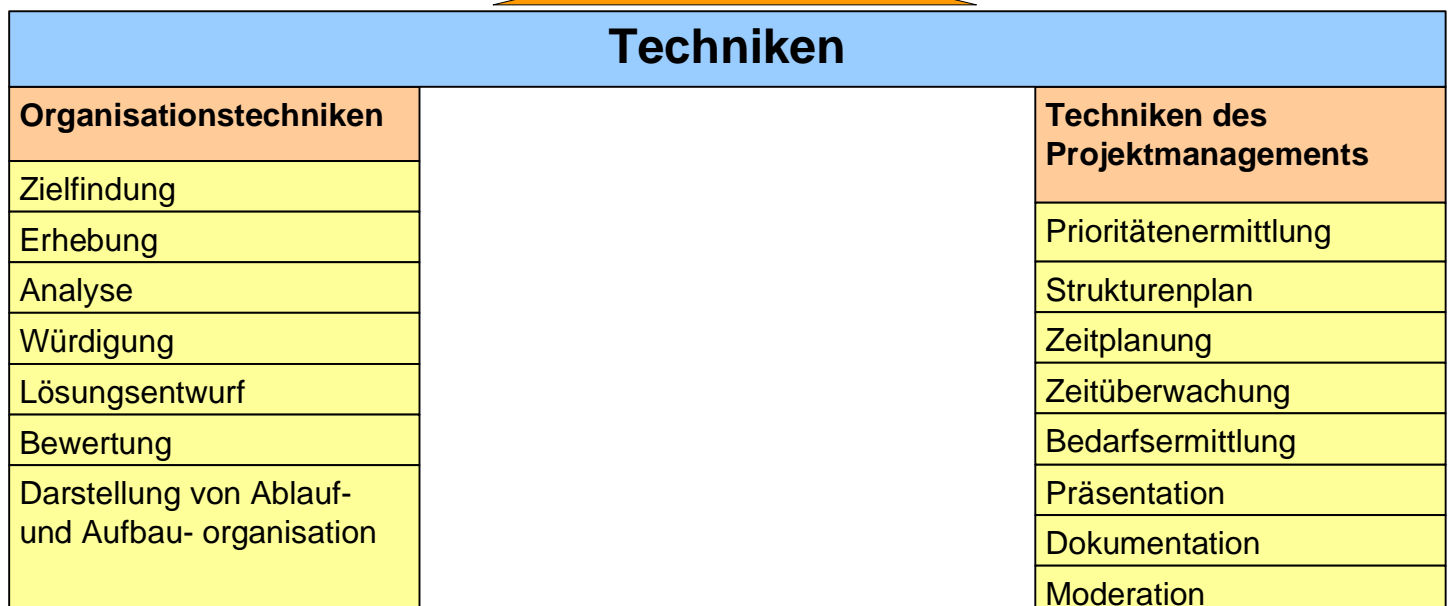 Techniken
Organisationstechniken
Zielfindung
Erhebung
Analyse
Würdigung
Lösungsentwurf
Bewertung
Darstellung von Ablauf-
und Aufbau- organisation
Techniken des
Projektmanagements
Prioritätenermittlung
Strukturenplan
Zeitplanung
Zeitüberwachung
Bedarfsermittlung
Präsentation
Dokumentation
Moderation